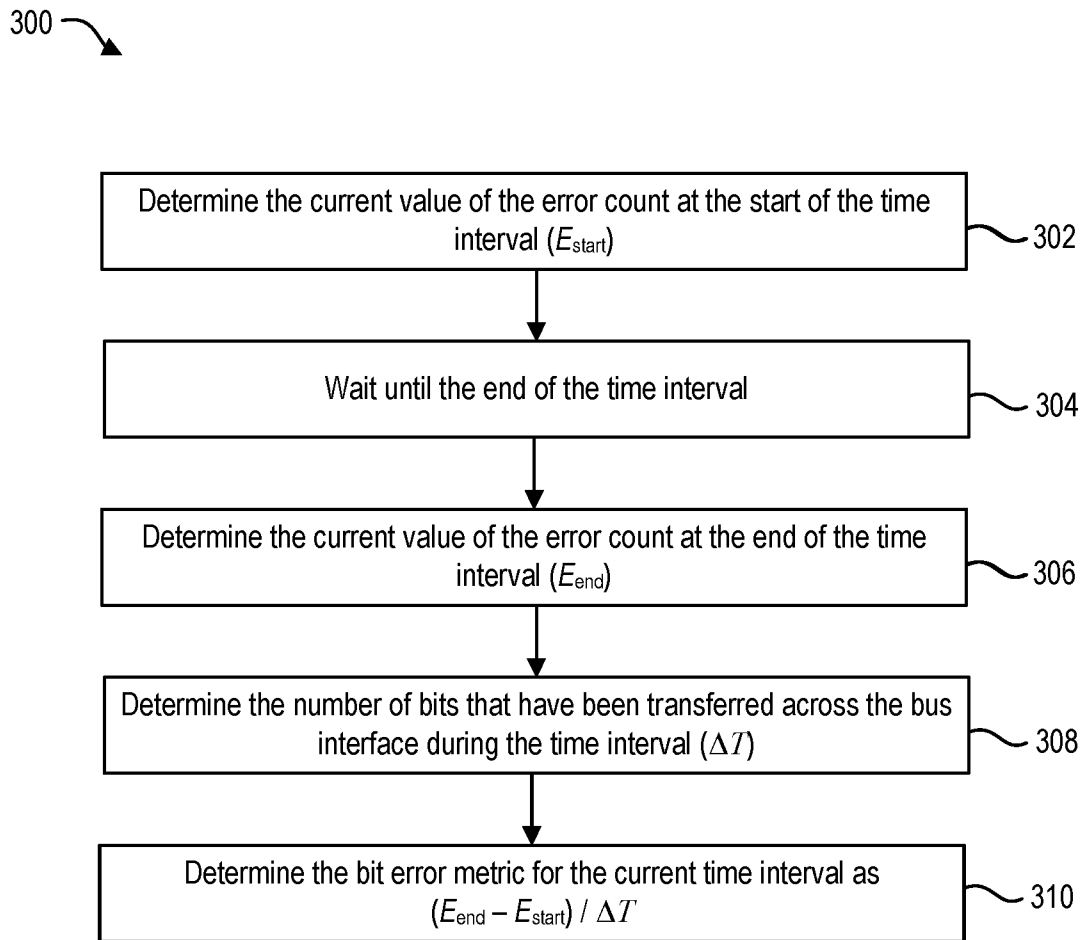 300
Determine the current value of the error count at the start of the time
interval (Estart)
302
Wait until the end of the time interval
304
Determine the current value of the error count at the end of the time
interval (Eend)
306
Determine the number of bits that have been transferred across the bus
interface during the time interval (ΔT)
308
Determine the bit error metric for the current time interval as
(Eend – Estart) / ΔT
310